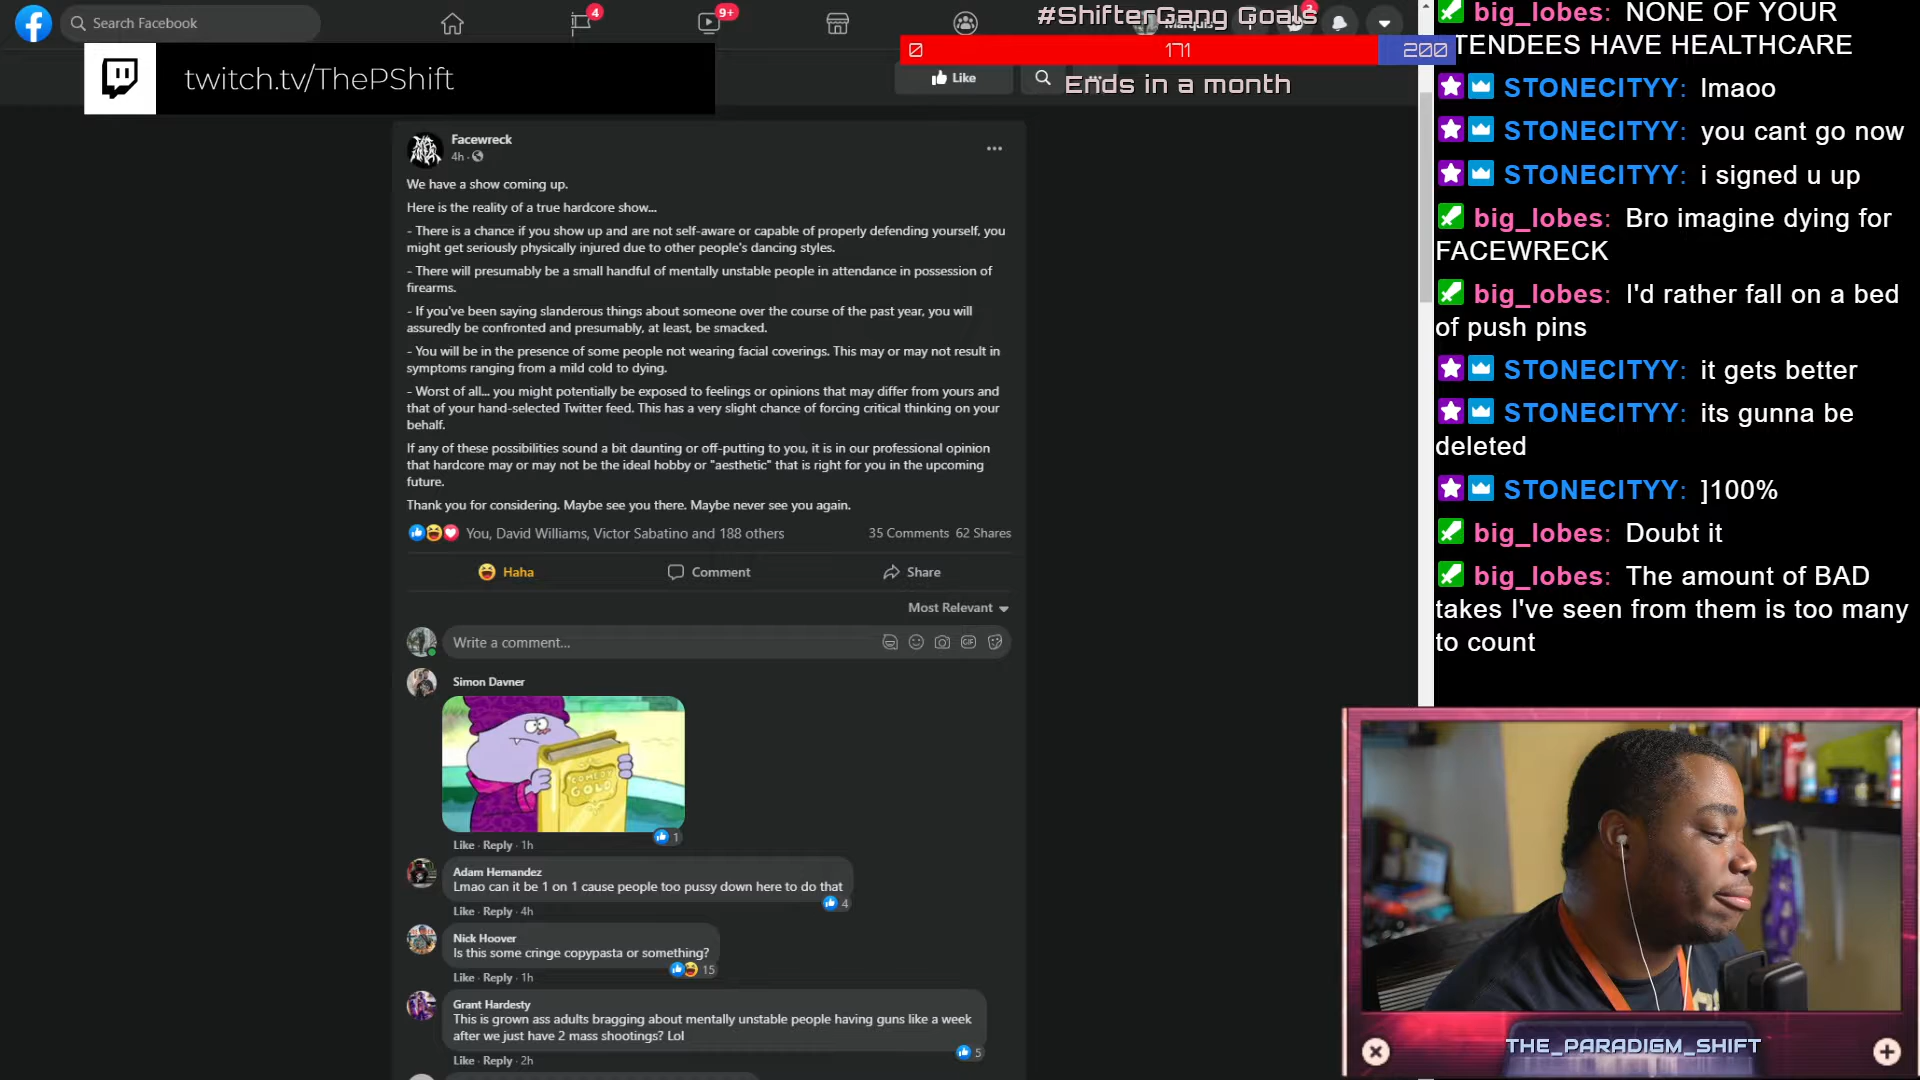 Search Facebook
4
9+
#ShifterGang Goals
0
171
200
Ends in a month
twitch.tv/ThePShift
Like
Facewreck
4h ·
We have a show coming up.
Here is the reality of a true hardcore show...
- There is a chance if you show up and are not self-aware or capable of properly defending yourself, you
might get seriously physically injured due to other people's dancing styles.
- There will presumably be a small handful of mentally unstable people in attendance in possession of
firearms.
- If you've been saying slanderous things about someone over the course of the past year, you will
assuredly be confronted and presumably, at least, be smacked.
- You will be in the presence of some people not wearing facial coverings. This may or may not result in
symptoms ranging from a mild cold to dying.
- Worst of all... you might potentially be exposed to feelings or opinions that may differ from yours and
that of your hand-selected Twitter feed. This has a very slight chance of forcing critical thinking on your
behalf.
If any of these possibilities sound a bit daunting or off-putting to you, it is in our professional opinion
that hardcore may or may not be the ideal hobby or "aesthetic" that is right for you in the upcoming
future.
Thank you for considering. Maybe see you there. Maybe never see you again.
You, David Williams, Victor Sabatino and 188 others
35 Comments 62 Shares
Haha
Comment
Share
Most Relevant
Write a comment...
GIF
Simon Davner
COMEDY
GOLD
1
Like · Reply · 1h
Adam Hernandez
Lmao can it be 1 on 1 cause people too pussy down here to do that
4
Like · Reply · 4h
Nick Hoover
Is this some cringe copypasta or something?
15
Like · Reply · 1h
Grant Hardesty
This is grown ass adults bragging about mentally unstable people having guns like a week
after we just have 2 mass shootings? Lol
5
Like · Reply · 2h
big_lobes: NONE OF YOUR
TENDEES HAVE HEALTHCARE
STONECITYY: lmaoo
STONECITYY: you cant go now
STONECITYY: i signed u up
big_lobes: Bro imagine dying for
FACEWRECK
big_lobes: I'd rather fall on a bed
of push pins
STONECITYY: it gets better
STONECITYY: its gunna be
deleted
STONECITYY: ]100%
big_lobes: Doubt it
big_lobes: The amount of BAD
takes I've seen from them is too many
to count
THE_PARADIGM_SHIFT